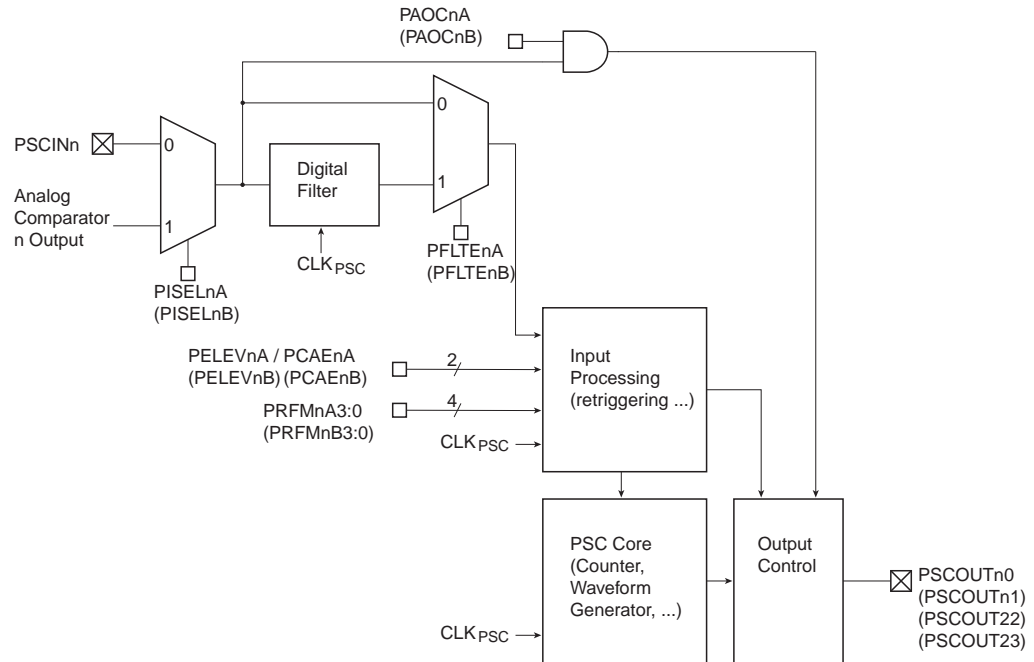 PAOCnA
(PAOCnB)
0
PSCINn
0
Digital
Filter
1
Analog
Comparator
n Output
1
CLKPSC
PFLTEnA
(PFLTEnB)
PISELnA
(PISELnB)
PELEVnA / PCAEnA
(PELEVnB) (PCAEnB)
2
Input
Processing
(retriggering ...)
PRFMnA3:0
(PRFMnB3:0)
4
CLKPSC
PSC Core
(Counter,
Waveform
Generator, ...)
Output
Control
PSCOUTn0
(PSCOUTn1)
(PSCOUT22)
(PSCOUT23)
CLKPSC